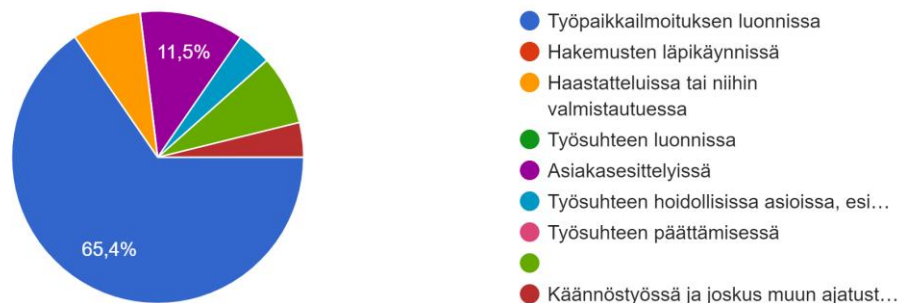 11,5%
65,4%
Työpaikkailmoituksen luonnissa
Hakemusten läpikäynnissä
Haastatteluissa tai niihin
valmistautuessa
Työsuhteen luonnissa
Asiakasesittelyissä
Työsuhteen hoidollisissa asioissa, esi…
Työsuhteen päättämisessä
Käännöstyössä ja joskus muun ajatust…